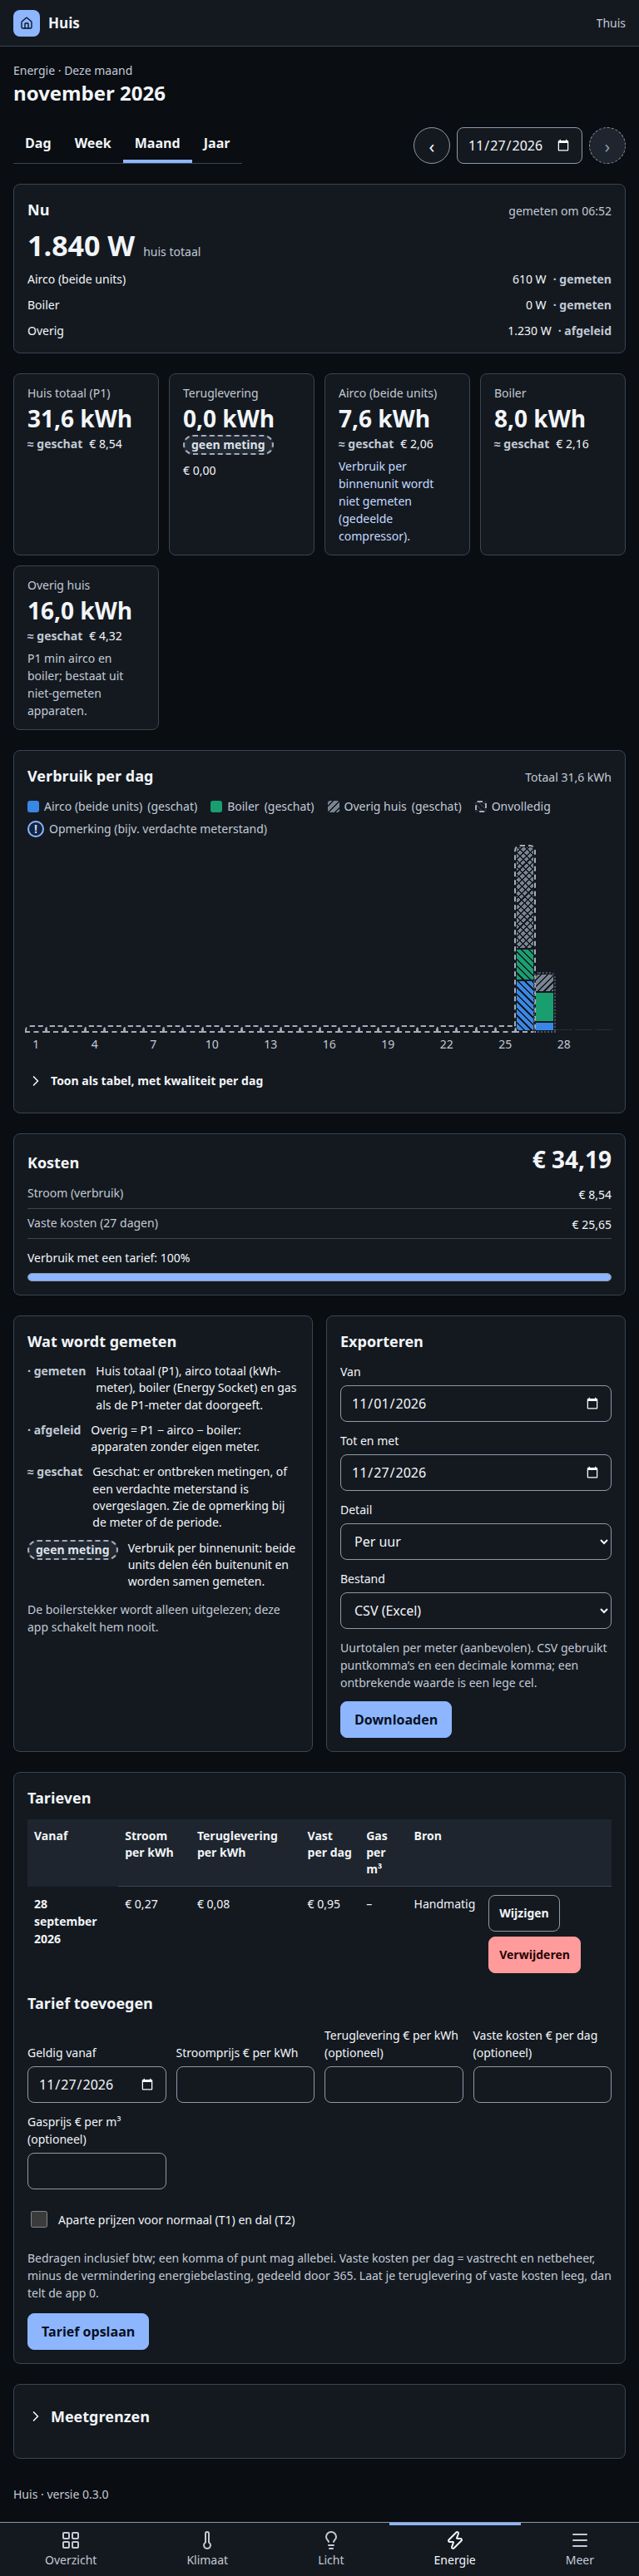 Huis
Thuis
Energie · Deze maand
november 2026
Dag Week Maand Jaar
‹ 11/27/2026 ›
Nu
gemeten om 06:52
1.840 W huis totaal
Airco (beide units) 610 W · gemeten
Boiler 0 W · gemeten
Overig 1.230 W · afgeleid
Huis totaal (P1)
31,6 kWh
≈ geschat € 8,54
Teruglevering
0,0 kWh
geen meting
€ 0,00
Airco (beide units)
7,6 kWh
≈ geschat € 2,06
Verbruik per
binnenunit wordt
niet gemeten
(gedeelde
compressor).
Boiler
8,0 kWh
≈ geschat € 2,16
Overig huis
16,0 kWh
≈ geschat € 4,32
P1 min airco en
boiler; bestaat uit
niet-gemeten
apparaten.
Verbruik per dag
Totaal 31,6 kWh
Airco (beide units) (geschat) Boiler (geschat) Overig huis (geschat) Onvolledig
! Opmerking (bijv. verdachte meterstand)
1 4 7 10 13 16 19 22 25 28
Toon als tabel, met kwaliteit per dag
Kosten € 34,19
Stroom (verbruik) € 8,54
Vaste kosten (27 dagen) € 25,65
Verbruik met een tarief: 100%
Wat wordt gemeten
· gemeten Huis totaal (P1), airco totaal (kWh-
meter), boiler (Energy Socket) en gas
als de P1-meter dat doorgeeft.
· afgeleid Overig = P1 − airco − boiler:
apparaten zonder eigen meter.
≈ geschat Geschat: er ontbreken metingen, of
een verdachte meterstand is
overgeslagen. Zie de opmerking bij
de meter of de periode.
geen meting Verbruik per binnenunit: beide
units delen één buitenunit en
worden samen gemeten.
De boilerstekker wordt alleen uitgelezen; deze
app schakelt hem nooit.
Exporteren
Van
11/01/2026
Tot en met
11/27/2026
Detail
Per uur
Bestand
CSV (Excel)
Uurtotalen per meter (aanbevolen). CSV gebruikt
puntkomma's en een decimale komma; een
ontbrekende waarde is een lege cel.
Downloaden
Tarieven
Vanaf Stroom Teruglevering Vast Gas Bron
per kWh per kWh per dag per
m³
28 € 0,27 € 0,08 € 0,95 – Handmatig Wijzigen
september
2026
Verwijderen
Tarief toevoegen
Geldig vanaf
11/27/2026
Stroomprijs € per kWh
Teruglevering € per kWh
(optioneel)
Vaste kosten € per dag
(optioneel)
Gasprijs € per m³
(optioneel)
Aparte prijzen voor normaal (T1) en dal (T2)
Bedragen inclusief btw; een komma of punt mag allebei. Vaste kosten per dag = vastrecht en netbeheer,
minus de vermindering energiebelasting, gedeeld door 365. Laat je teruglevering of vaste kosten leeg, dan
telt de app 0.
Tarief opslaan
Meetgrenzen
Huis · versie 0.3.0
Overzicht Klimaat Licht Energie Meer